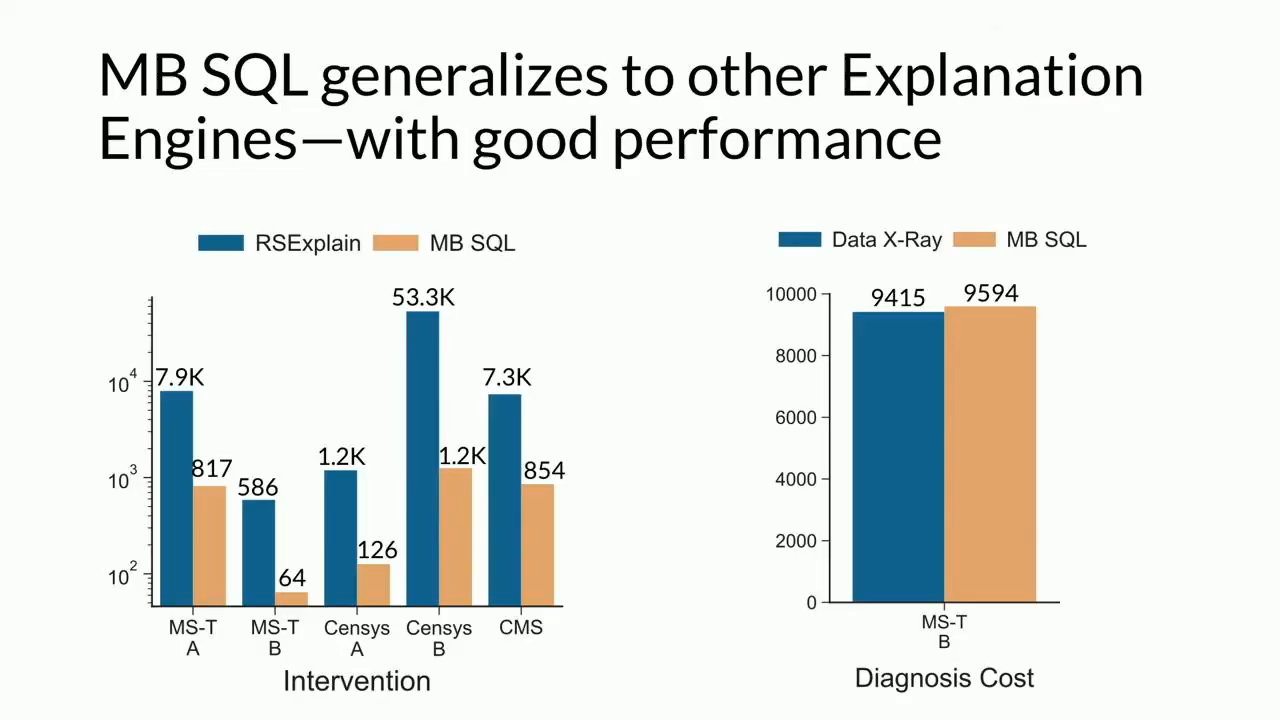 MB SQL generalizes to other Explanation
Engines—with good performance
RSExplain MB SQL
53.3K
10^4 7.9K 7.3K
10^3 817 586 1.2K 1.2K 854
10^2 64 126
MS-T MS-T Censys Censys CMS
A B A B
Intervention
Data X-Ray MB SQL
10000 9415 9594
8000
6000
4000
2000
0
MS-T
B
Diagnosis Cost